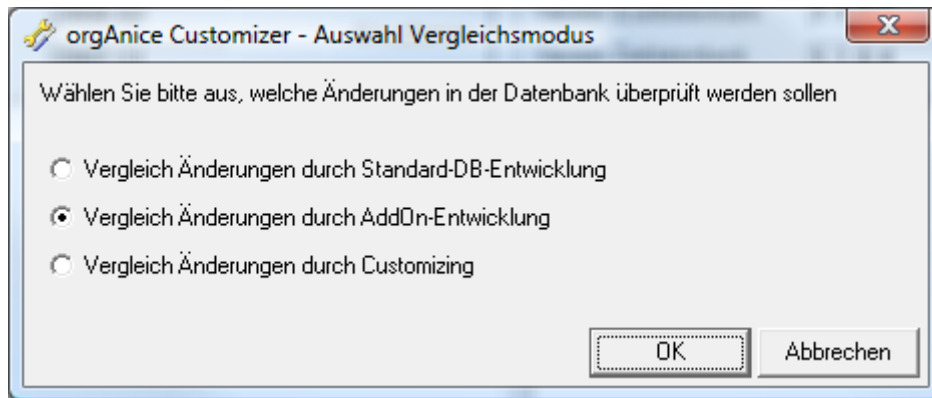 orgAnice Customizer - Auswahl Vergleichsmodus
Wählen Sie bitte aus, welche Änderungen in der Datenbank überprüft werden sollen
Vergleich Änderungen durch Standard-DB-Entwicklung
Vergleich Änderungen durch AddOn-Entwicklung
Vergleich Änderungen durch Customizing
OK Abbrechen